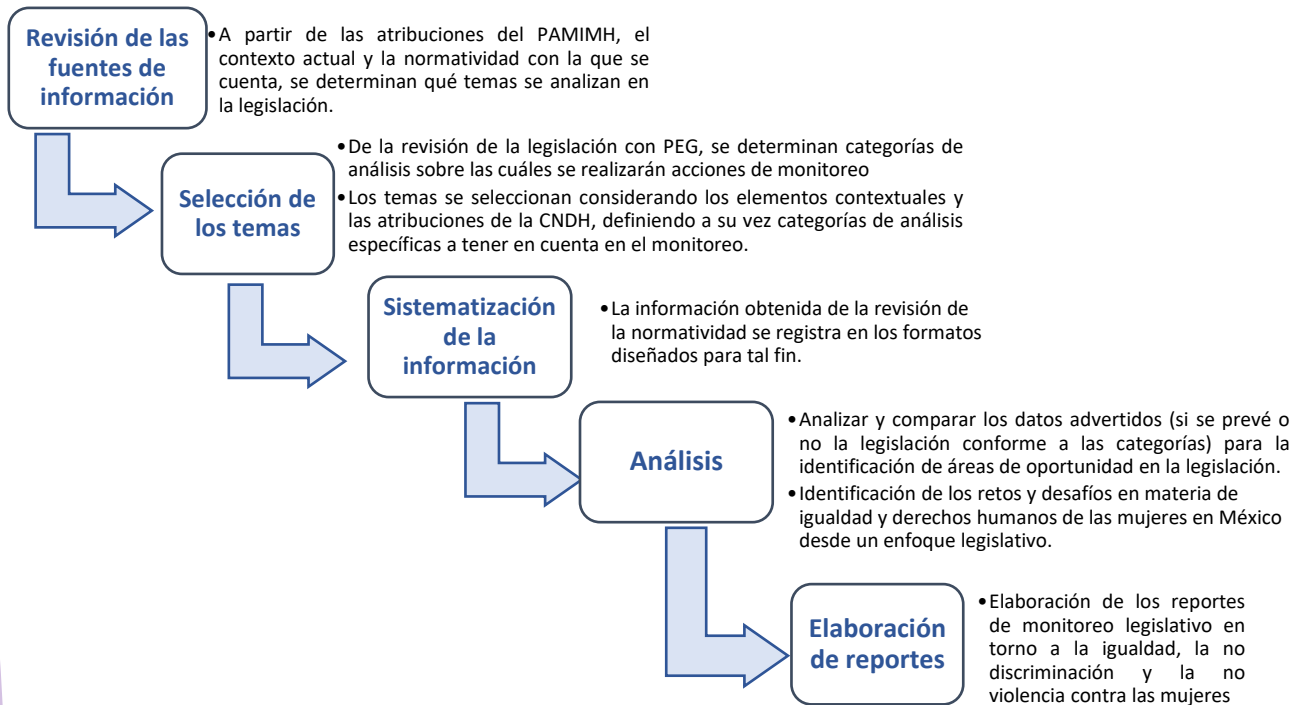 Revisión de las
fuentes de
información
•A partir de las atribuciones del PAMIMH, el
contexto actual y la normatividad con la que se
cuenta, se determinan qué temas se analizan en
la legislación.
Selección de
los temas
•De la revisión de la legislación con PEG, se determinan categorías de
análisis sobre las cuáles se realizarán acciones de monitoreo
•Los temas se seleccionan considerando los elementos contextuales y
las atribuciones de la CNDH, definiendo a su vez categorías de análisis
específicas a tener en cuenta en el monitoreo.
Sistematización
de la
información
•La información obtenida de la revisión de
la normatividad se registra en los formatos
diseñados para tal fin.
Análisis
•Analizar y comparar los datos advertidos (si se prevé o
no la legislación conforme a las categorías) para la
identificación de áreas de oportunidad en la legislación.
•Identificación de los retos y desafíos en materia de
igualdad y derechos humanos de las mujeres en México
desde un enfoque legislativo.
Elaboración
de reportes
•Elaboración de los reportes
de monitoreo legislativo en
torno a la igualdad, la no
discriminación y la no
violencia contra las mujeres